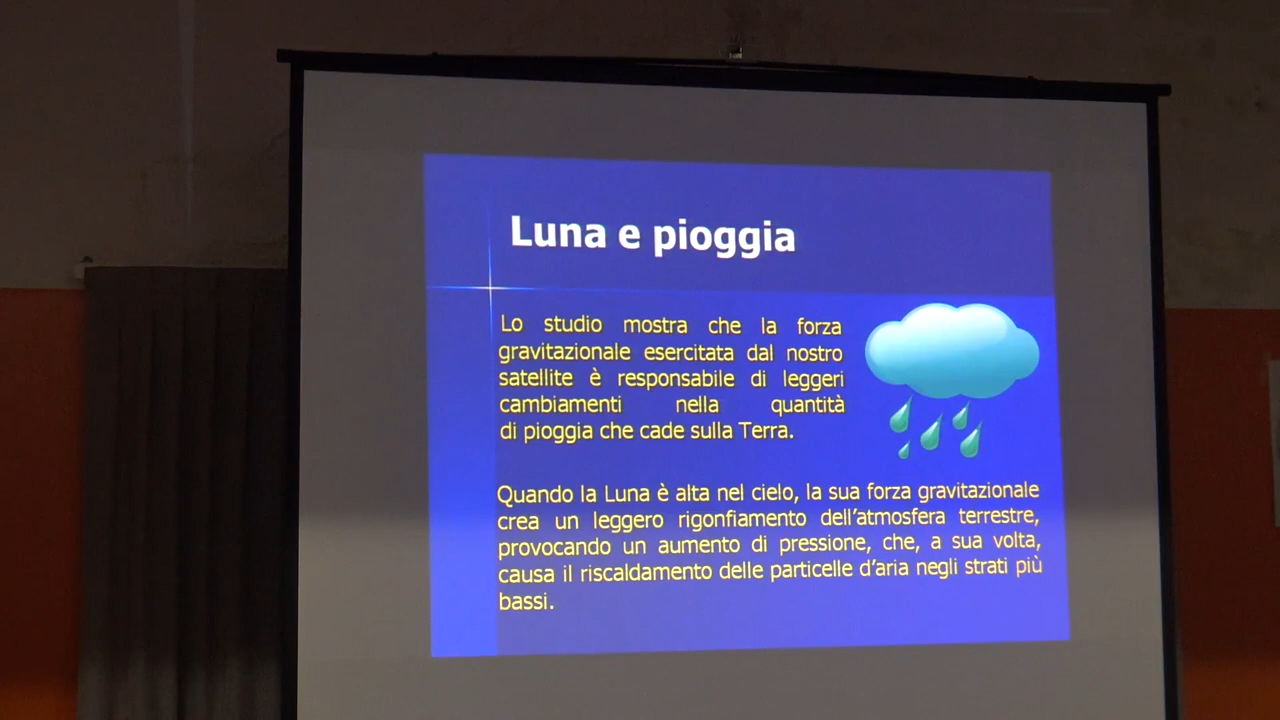 Luna e pioggia
Lo studio mostra che la forza
gravitazionale esercitata dal nostro
satellite è responsabile di leggeri
cambiamenti nella quantità
di pioggia che cade sulla Terra.
Quando la Luna è alta nel cielo, la sua forza gravitazionale
crea un leggero rigonfiamento dell'atmosfera terrestre,
provocando un aumento di pressione, che, a sua volta,
causa il riscaldamento delle particelle d'aria negli strati più
bassi.